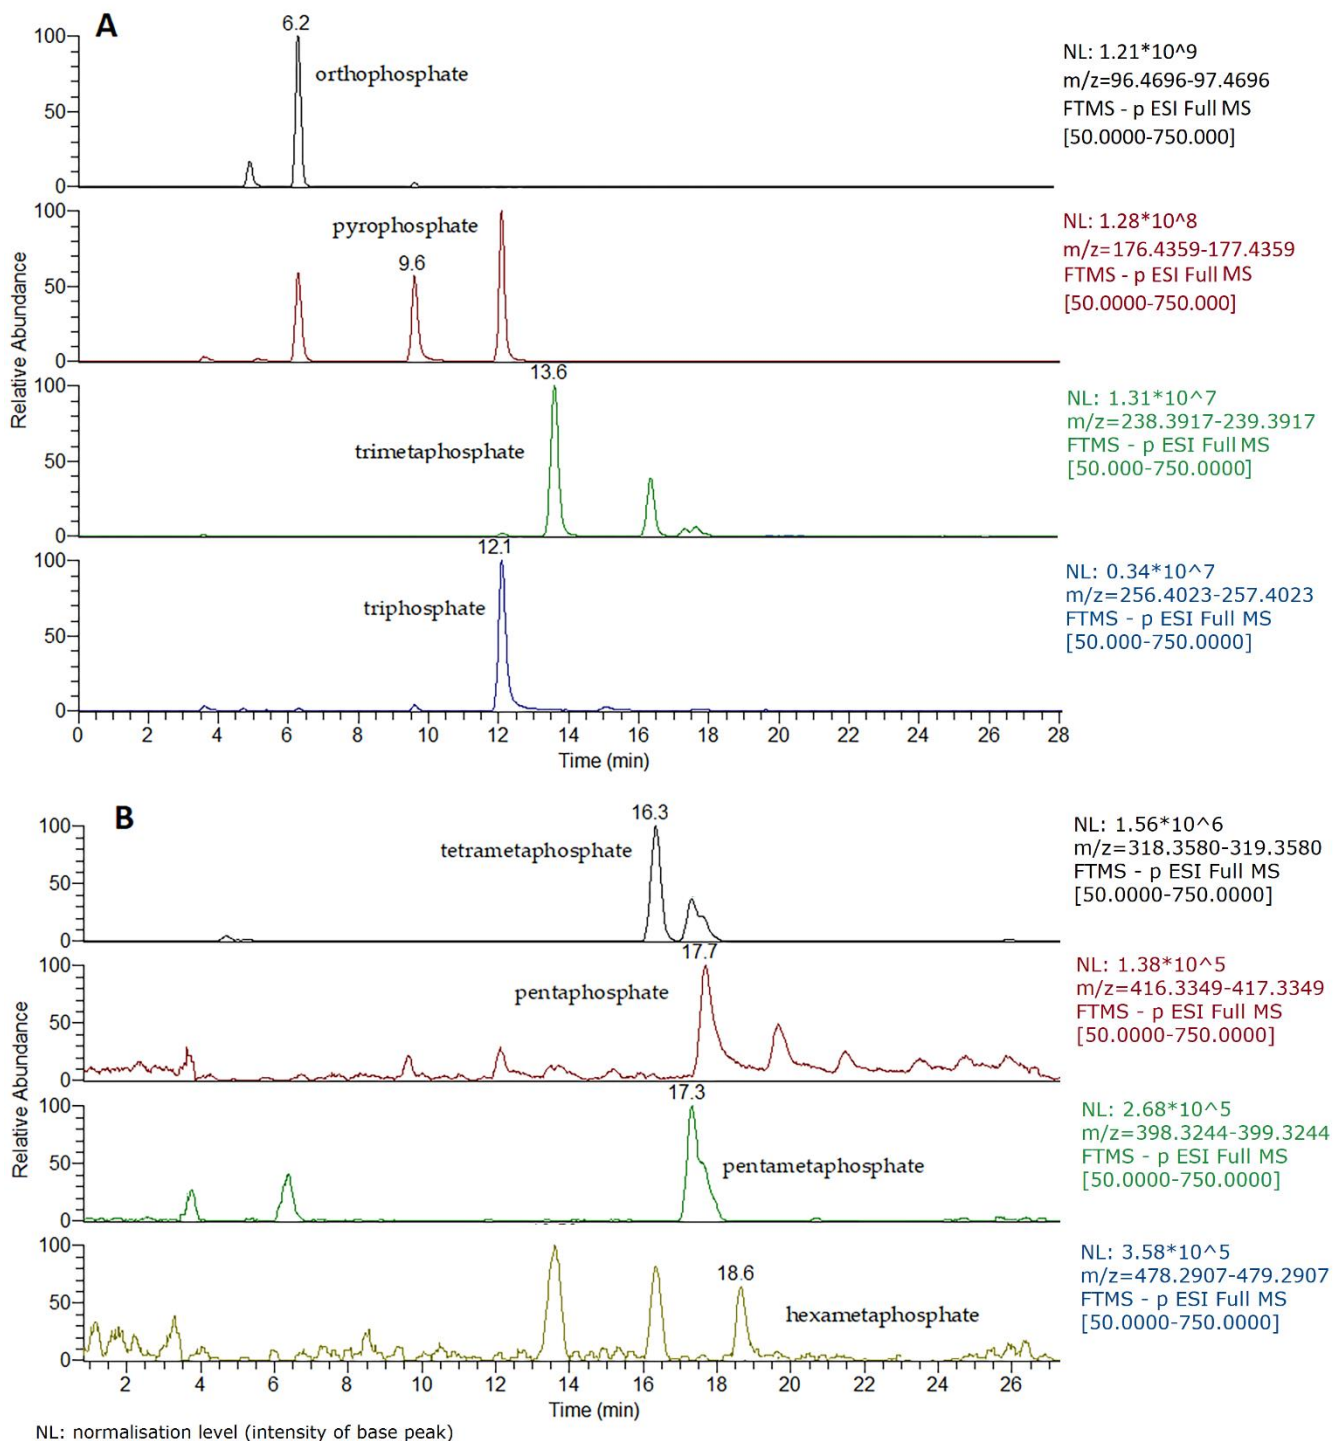 A
6.2
100
orthophosphate
50
0
NL: 1.21*10^9
m/z=96.4696-97.4696
FTMS - p ESI Full MS
[50.0000-750.000]
100
pyrophosphate
9.6
50
0
NL: 1.28*10^8
m/z=176.4359-177.4359
FTMS - p ESI Full MS
[50.0000-750.000]
Relative Abundance
13.6
100
trimetaphosphate
50
0
NL: 1.31*10^7
m/z=238.3917-239.3917
FTMS - p ESI Full MS
[50.000-750.0000]
12.1
100
triphosphate
50
0
NL: 0.34*10^7
m/z=256.4023-257.4023
FTMS - p ESI Full MS
[50.000-750.0000]
0 2 4 6 8 10 12 14 16 18 20 22 24 26 28
Time (min)
B
16.3
100
tetrametaphosphate
50
0
NL: 1.56*10^6
m/z=318.3580-319.3580
FTMS - p ESI Full MS
[50.0000-750.0000]
17.7
100
pentaphosphate
50
0
NL: 1.38*10^5
m/z=416.3349-417.3349
FTMS - p ESI Full MS
[50.0000-750.0000]
Relative Abundance
17.3
100
50
pentametaphosphate
0
NL: 2.68*10^5
m/z=398.3244-399.3244
FTMS - p ESI Full MS
[50.0000-750.0000]
100
18.6
50
hexametaphosphate
0
NL: 3.58*10^5
m/z=478.2907-479.2907
FTMS - p ESI Full MS
[50.0000-750.0000]
2 4 6 8 10 12 14 16 18 20 22 24 26
Time (min)
NL: normalisation level (intensity of base peak)